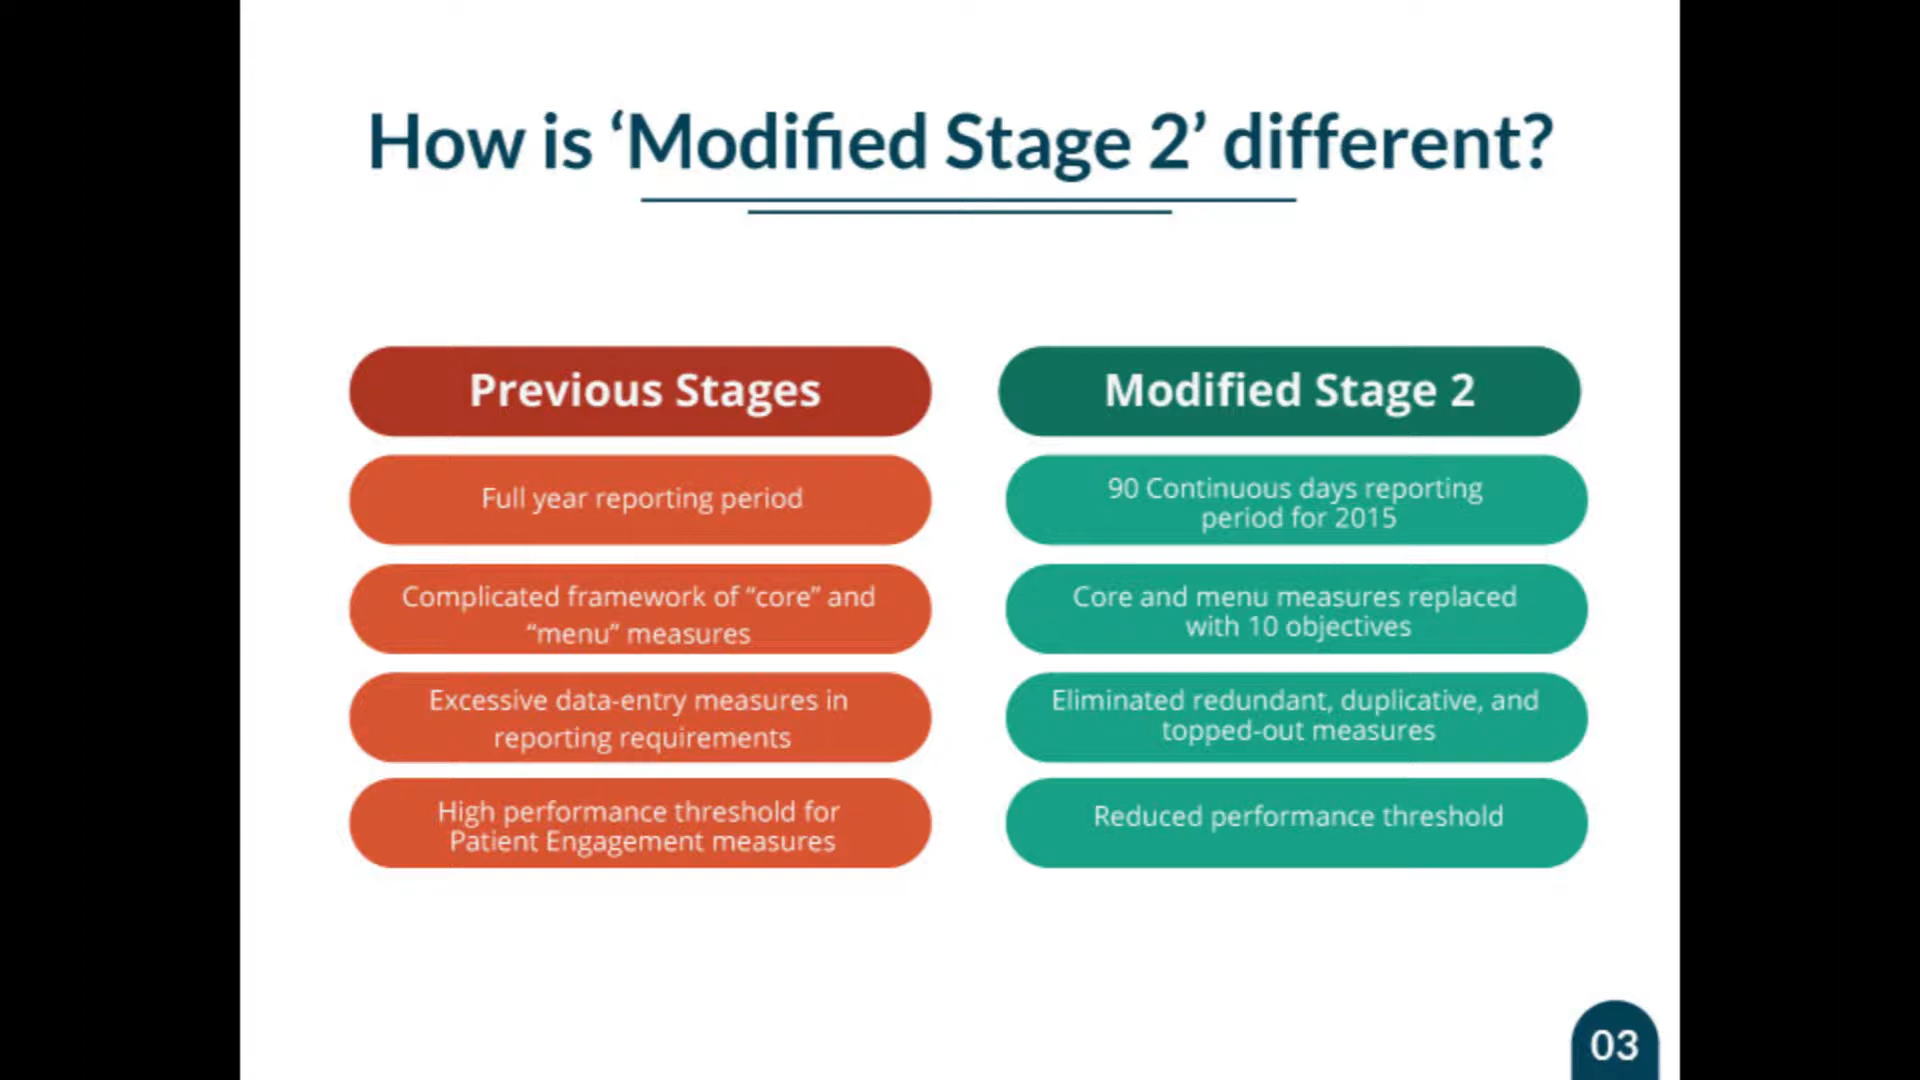 How is ‘Modified Stage 2’ different?
Previous Stages
Full year reporting period
Complicated framework of “core” and
“menu” measures
Excessive data-entry measures in
reporting requirements
High performance threshold for
Patient Engagement measures
Modified Stage 2
90 Continuous days reporting
period for 2015
Core and menu measures replaced
with 10 objectives
Eliminated redundant, duplicative, and
topped-out measures
Reduced performance threshold
03